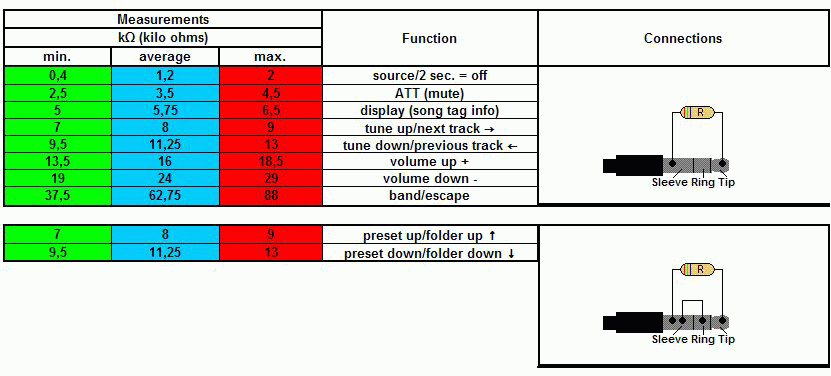 Measurements
kΩ (kilo ohms) Function Connections
min. average max.
0,4 1,2 2 source/2 sec. = off
2,5 3,5 4,5 ATT (mute)
5 5,75 6,5 display (song tag info)
7 8 9 tune up/next track →
9,5 11,25 13 tune down/previous track ←
13,5 16 18,5 volume up +
19 24 29 volume down -
37,5 62,75 88 band/escape
R
Sleeve Ring Tip
7 8 9 preset up/folder up ↑
9,5 11,25 13 preset down/folder down ↓
R
Sleeve Ring Tip